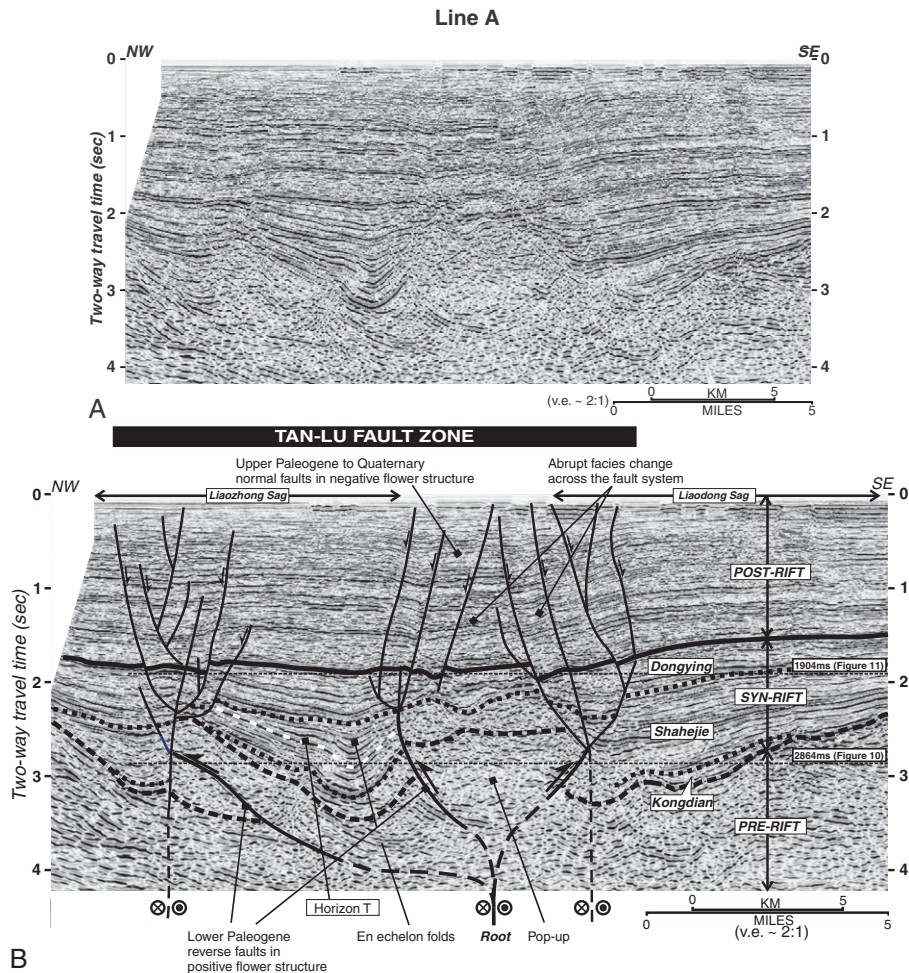 Line A
NW
SE
0
0
1
1
2
2
3
3
4
4
Two-way travel time (sec)
A
(v.e. ~ 2:1)
0 KM 5
0 MILES 5
TAN-LU FAULT ZONE
Upper Paleogene to Quaternary
normal faults in negative flower structure
Abrupt facies change
across the fault system
NW
SE
0
Liaozhong Sag
Liaodong Sag
0
POST-RIFT
1
1
Dongying
1904ms (Figure 11)
2
2
SYN-RIFT
Shahejie
2864ms (Figure 10)
3
3
Kongdian
PRE-RIFT
4
4
Two-way travel time (sec)
Horizon T
0 KM 5
0 MILES 5
(v.e. ~ 2:1)
Lower Paleogene
reverse faults in
positive flower structure
En echelon folds
Root
Pop-up
B